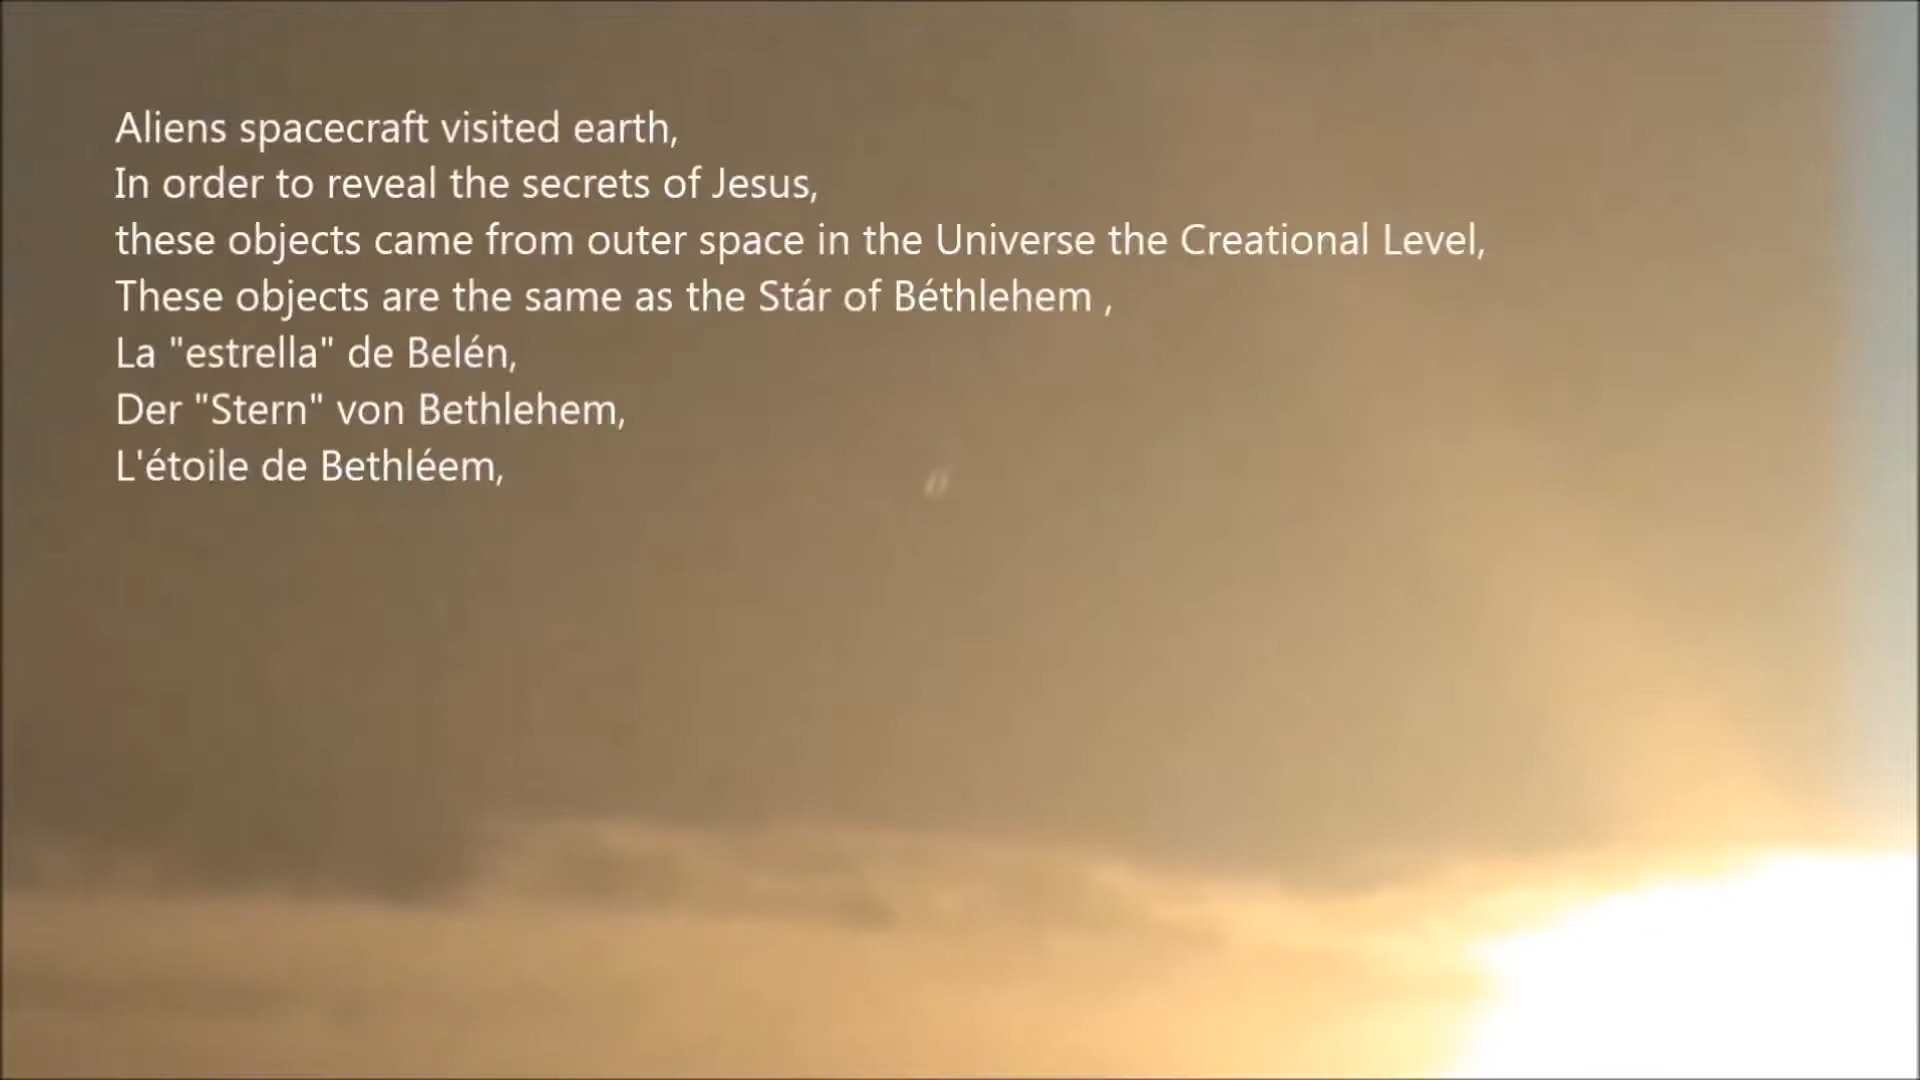 Aliens spacecraft visited earth,
In order to reveal the secrets of Jesus,
these objects came from outer space in the Universe the Creational Level,
These objects are the same as the Stár of Béthlehem ,
La "estrella" de Belén,
Der "Stern" von Bethlehem,
L'étoile de Bethléem,